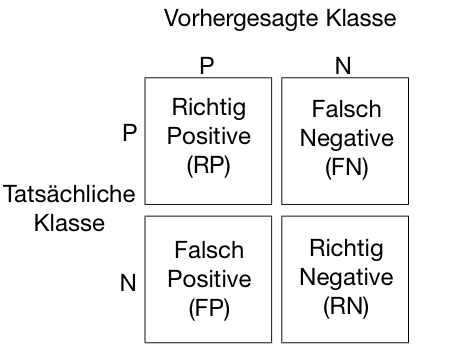 Vorhergesagte Klasse
P N
Richtig
Positive
(RP)
Falsch
Negative
(FN)
P
Tatsächliche
Klasse
Falsch
Positive
(FP)
Richtig
Negative
(RN)
N